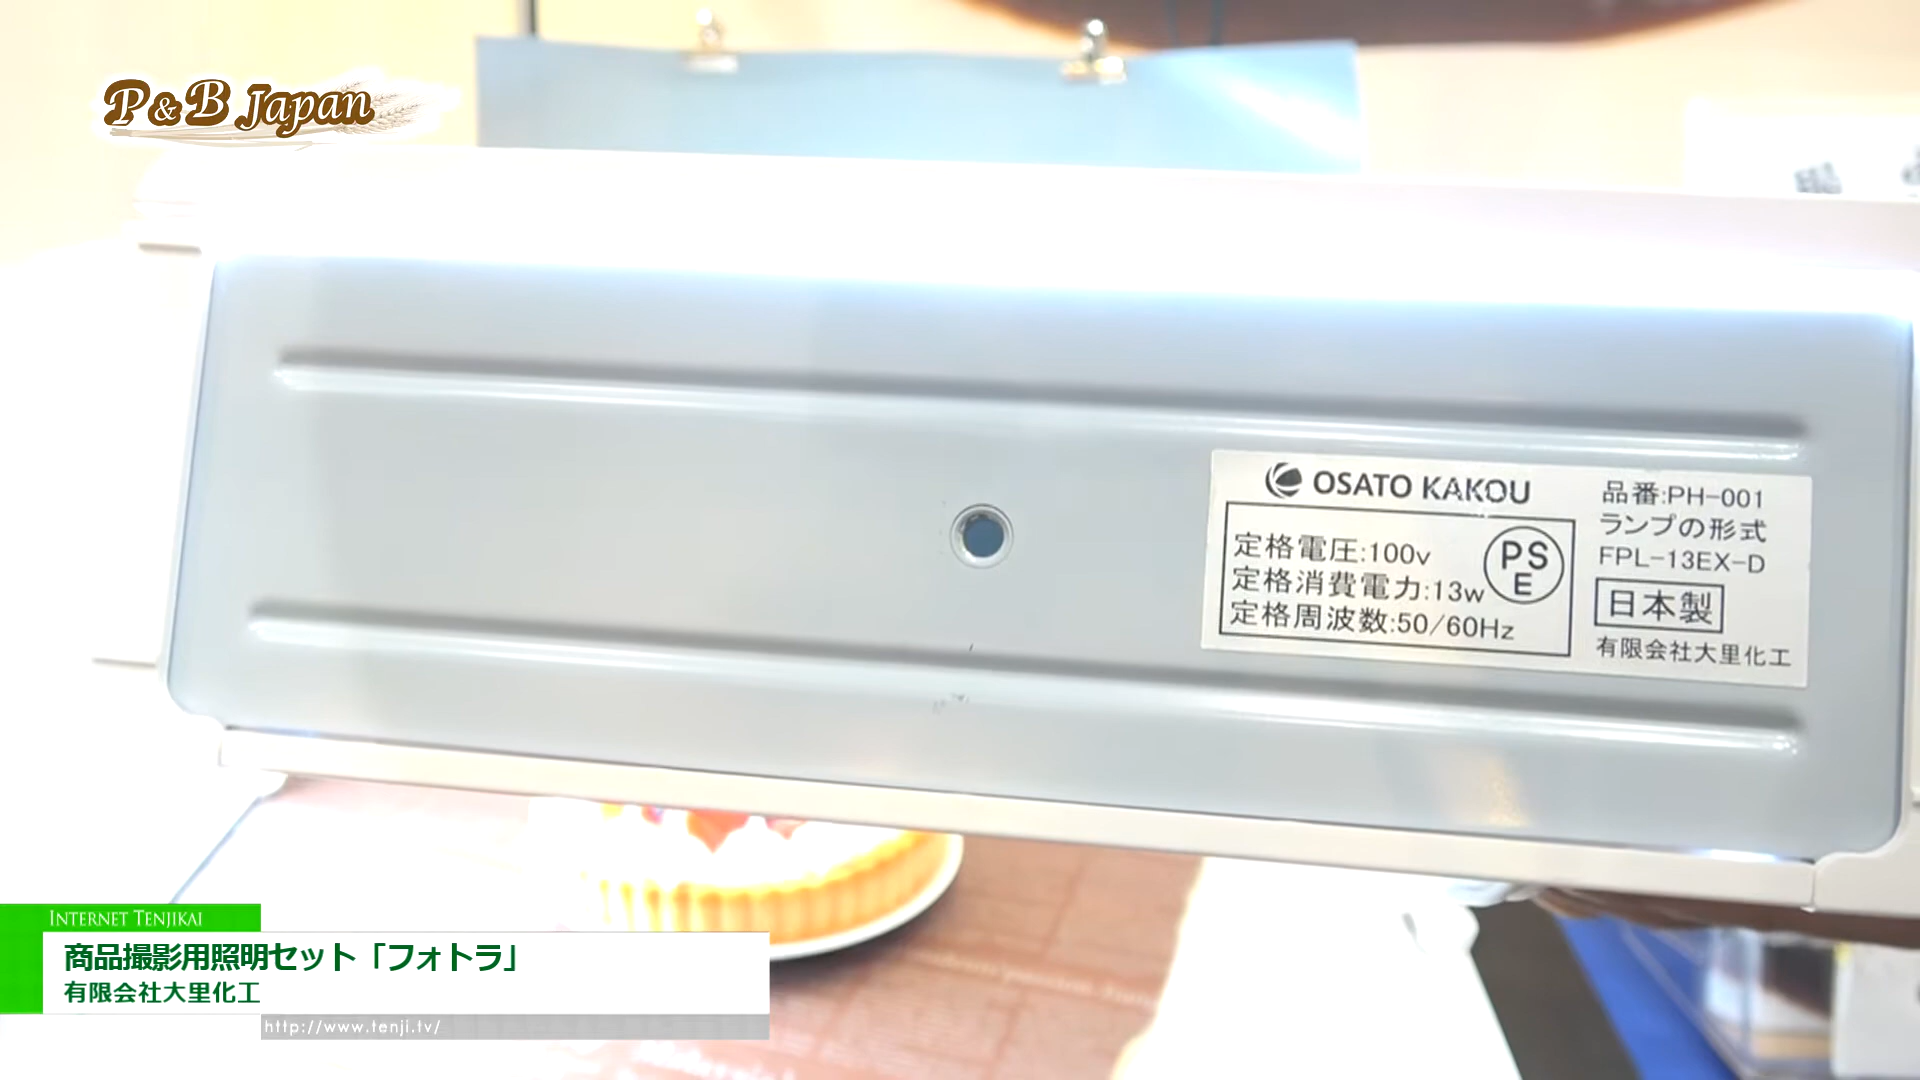 P&B Japan
OSATO KAKOU
定格電圧:100v
定格消費電力:13w
定格周波数:50/60Hz
PS
E
品番:PH-001
ランプの形式
FPL-13EX-D
日本製
有限会社大里化工
INTERNET TENJIKAI
商品撮影用照明セット「フォトラ」
有限会社大里化工
http://www.tenji.tv/